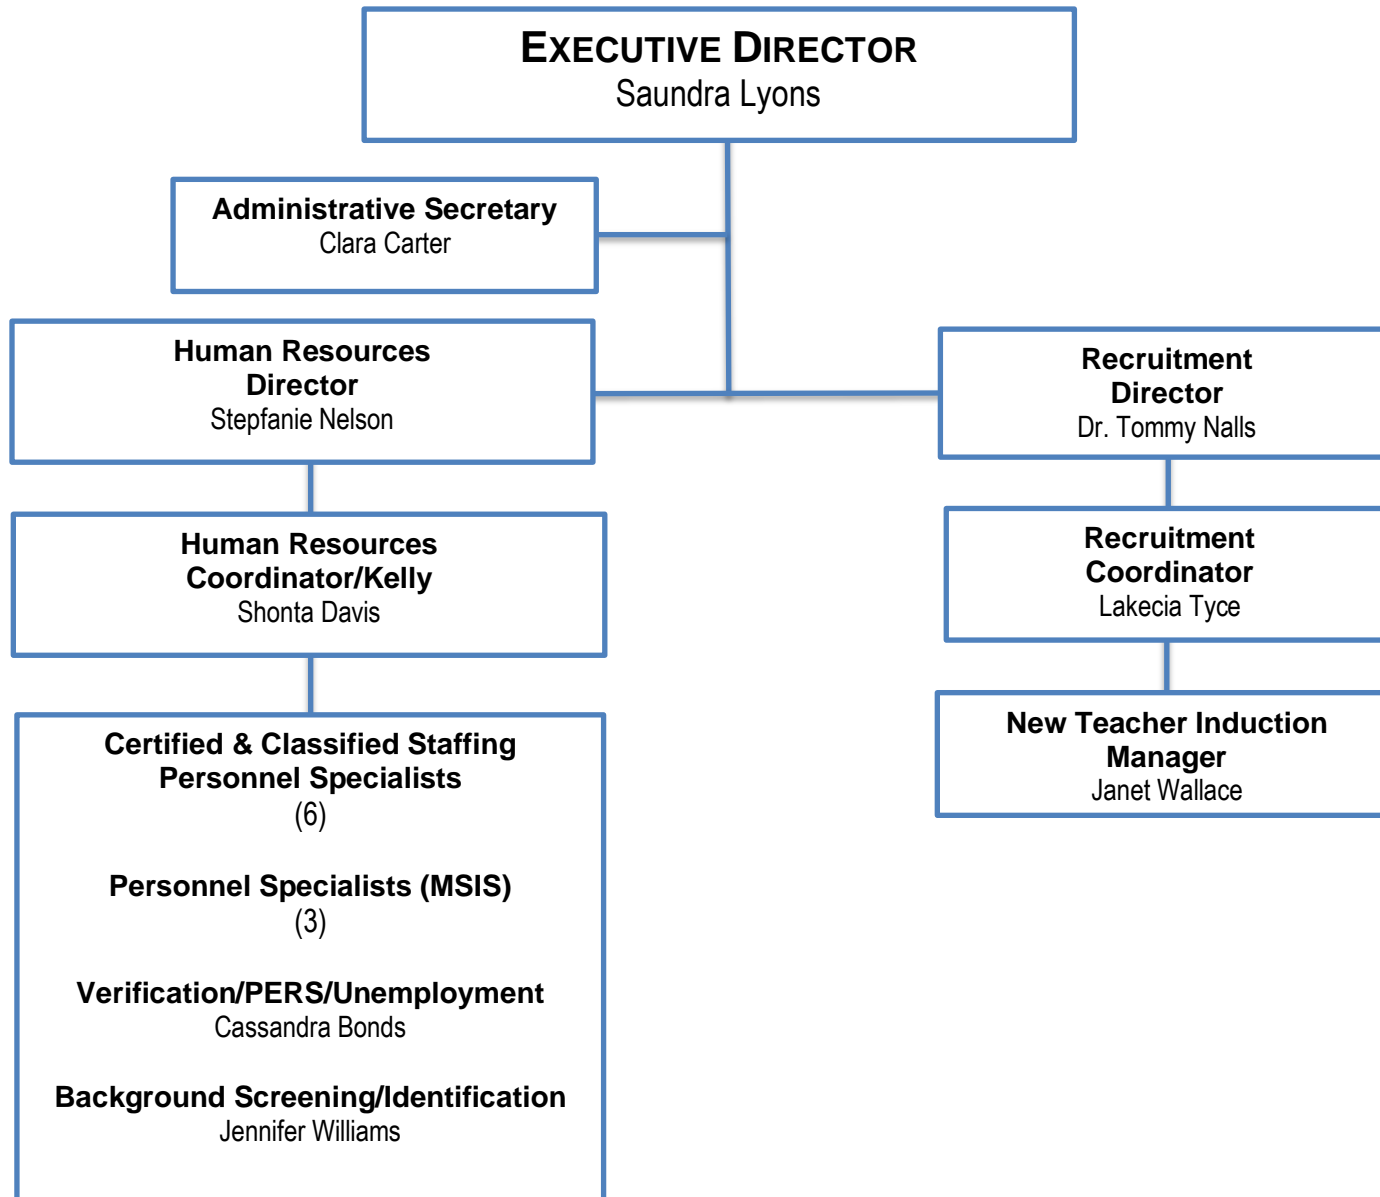 EXECUTIVE DIRECTOR
Saundra Lyons
Administrative Secretary
Clara Carter
Human Resources
Director
Stepfanie Nelson
Recruitment
Director
Dr. Tommy Nalls
Human Resources
Coordinator/Kelly
Shonta Davis
Recruitment
Coordinator
Lakecia Tyce
Certified & Classified Staffing
Personnel Specialists
(6)
Personnel Specialists (MSIS)
(3)
Verification/PERS/Unemployment
Cassandra Bonds
Background Screening/Identification
Jennifer Williams
New Teacher Induction
Manager
Janet Wallace